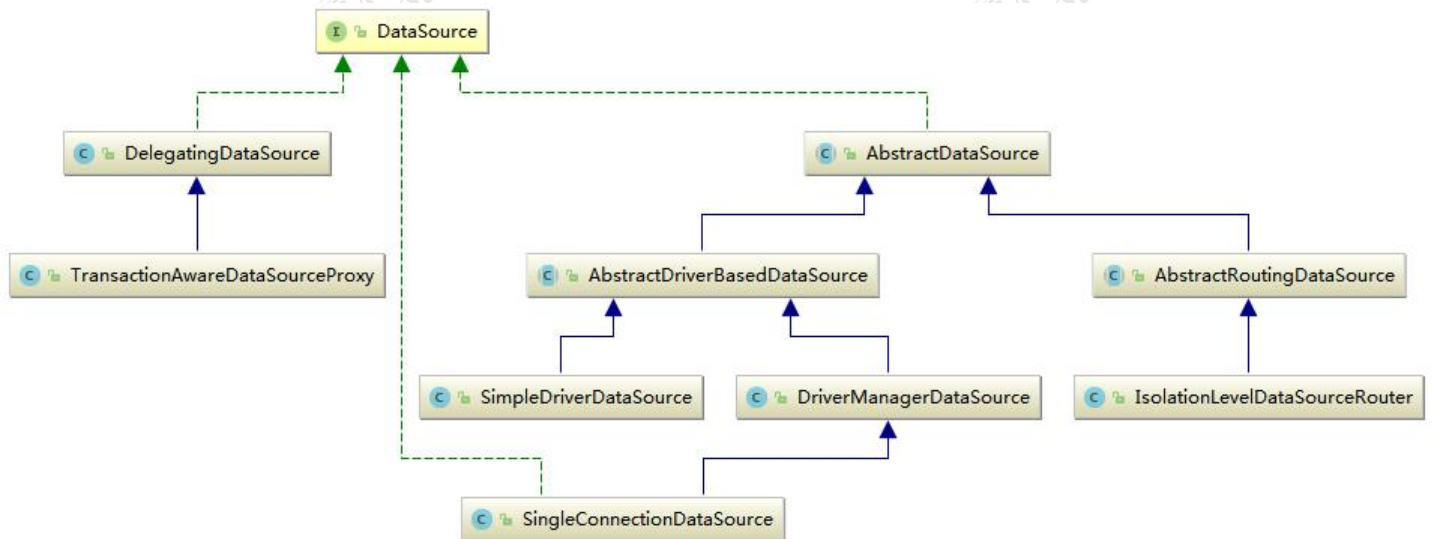 DataSource
DelegatingDataSource
AbstractDataSource
TransactionAwareDataSourceProxy
AbstractDriverBasedDataSource
AbstractRoutingDataSource
SimpleDriverDataSource
DriverManagerDataSource
IsolationLevelDataSourceRouter
SingleConnectionDataSource